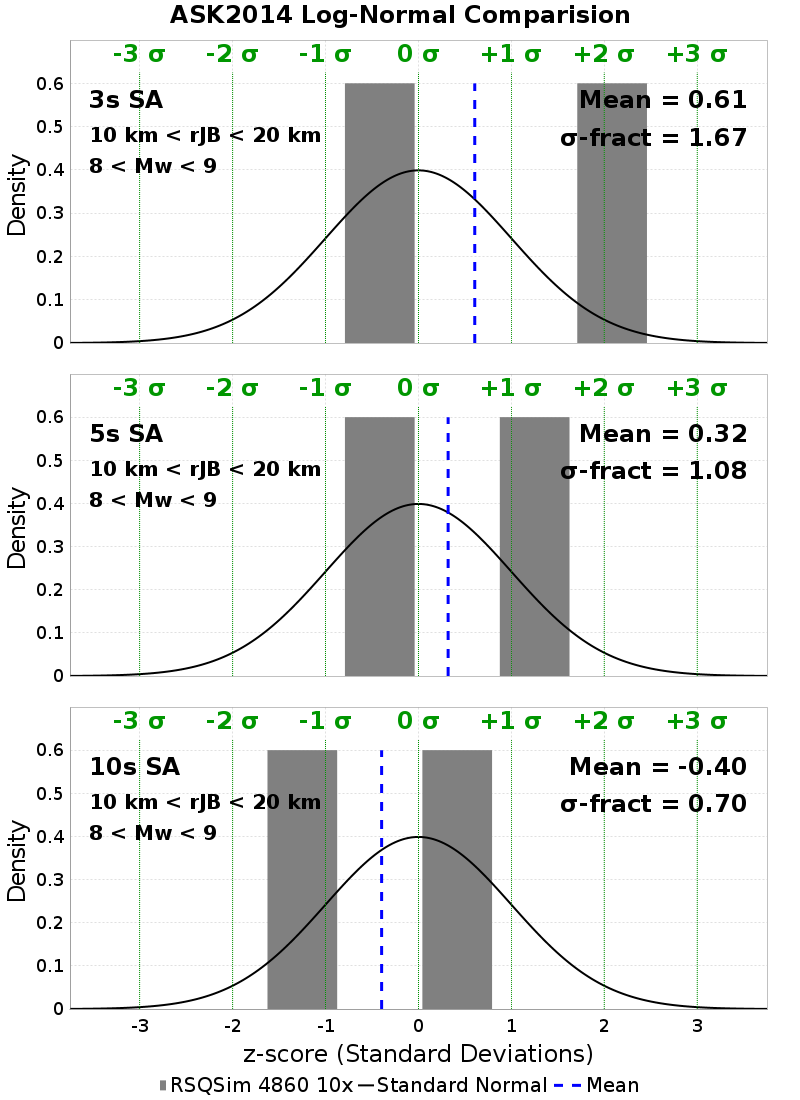 ASK2014 Log-Normal Comparision
-3 σ -2 σ -1 σ 0 σ +1 σ +2 σ +3 σ
3s SA
10 km < rJB < 20 km
8 < Mw < 9
Mean = 0.61
σ-fract = 1.67
Density
0.6
0.5
0.4
0.3
0.2
0.1
0
-3 σ -2 σ -1 σ 0 σ +1 σ +2 σ +3 σ
5s SA
10 km < rJB < 20 km
8 < Mw < 9
Mean = 0.32
σ-fract = 1.08
Density
0.6
0.5
0.4
0.3
0.2
0.1
0
-3 σ -2 σ -1 σ 0 σ +1 σ +2 σ +3 σ
10s SA
10 km < rJB < 20 km
8 < Mw < 9
Mean = -0.40
σ-fract = 0.70
Density
0.6
0.5
0.4
0.3
0.2
0.1
0
-3 -2 -1 0 1 2 3
z-score (Standard Deviations)
RSQSim 4860 10x Standard Normal Mean